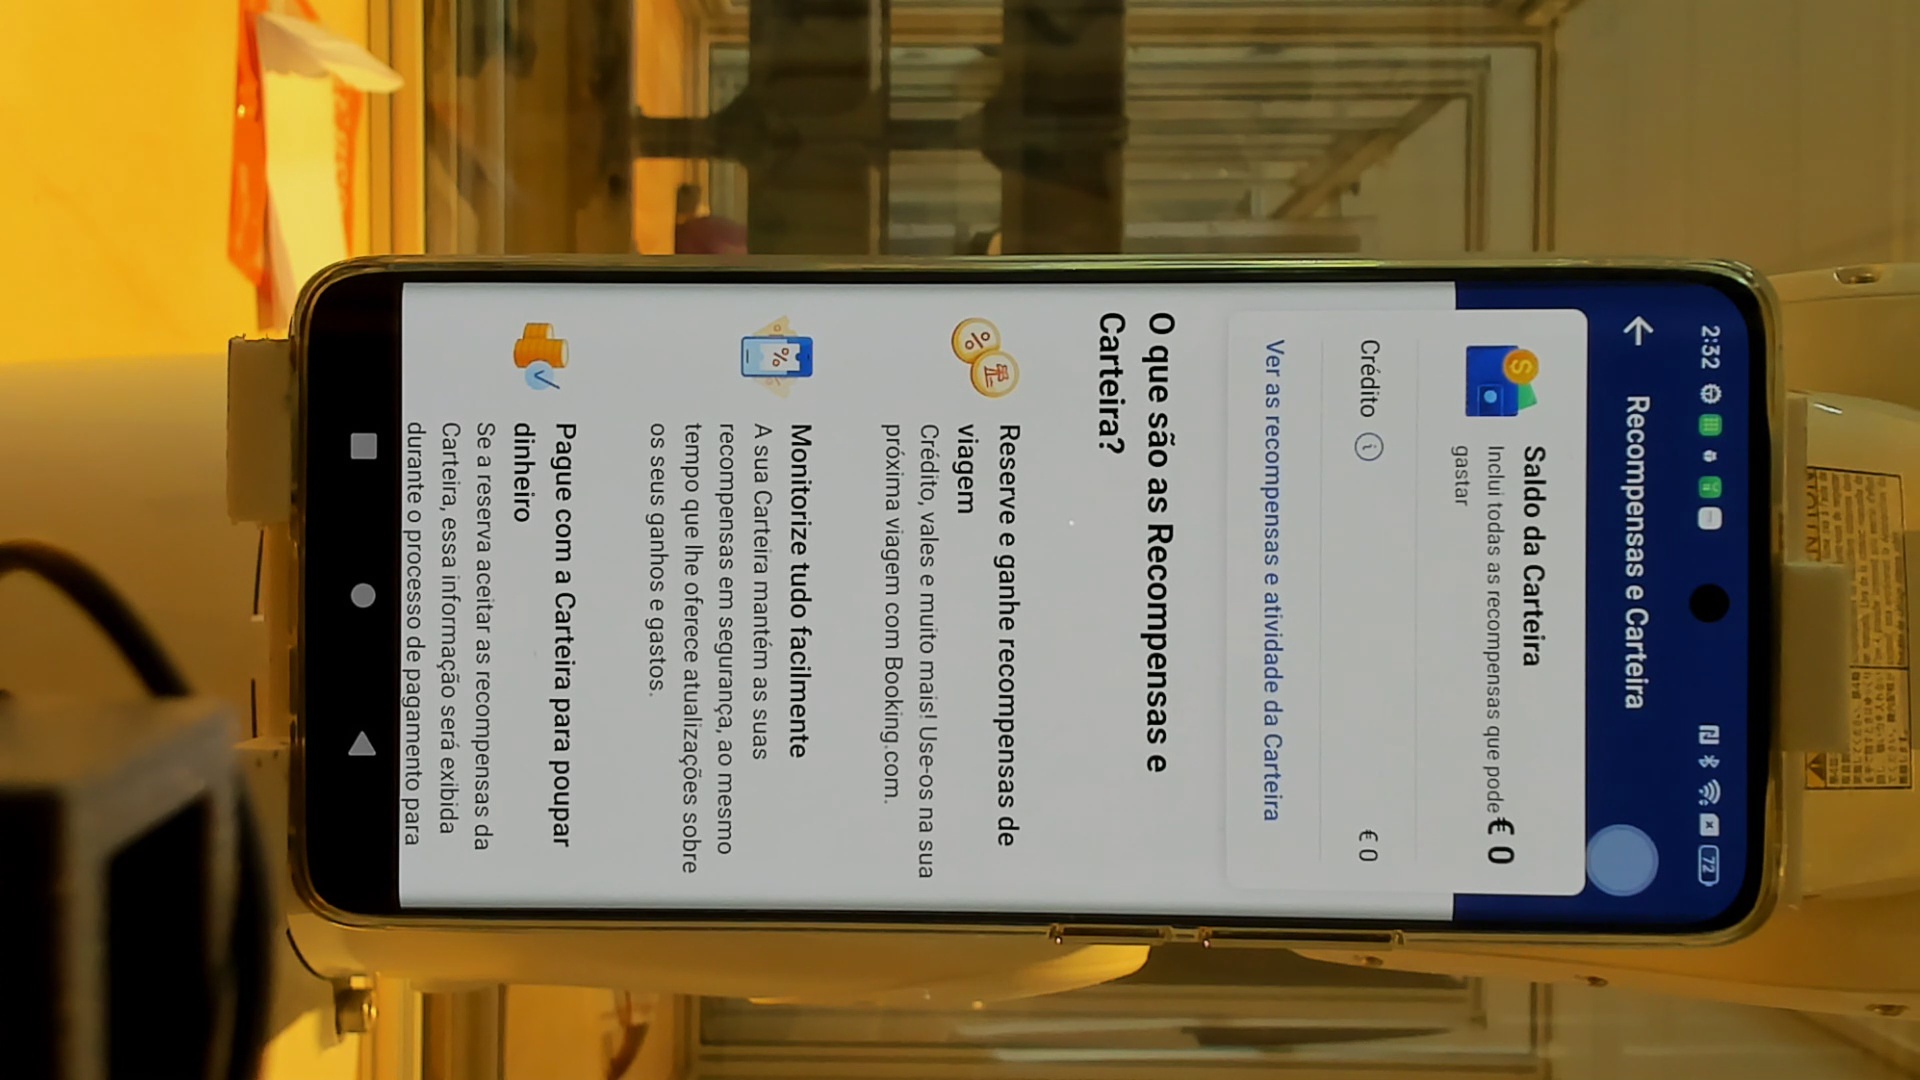 2:32
72
Recompensas e Carteira
Saldo da Carteira
Inclui todas as recompensas que pode
gastar
€ 0
Crédito
€ 0
Ver as recompensas e atividade da Carteira
O que são as Recompensas e
Carteira?
Reserve e ganhe recompensas de
viagem
Crédito, vales e muito mais! Use-os na sua
próxima viagem com Booking.com.
Monitorize tudo facilmente
A sua Carteira mantém as suas
recompensas em segurança, ao mesmo
tempo que lhe oferece atualizações sobre
os seus ganhos e gastos.
Pague com a Carteira para poupar
dinheiro
Se a reserva aceitar as recompensas da
Carteira, essa informação será exibida
durante o processo de pagamento para